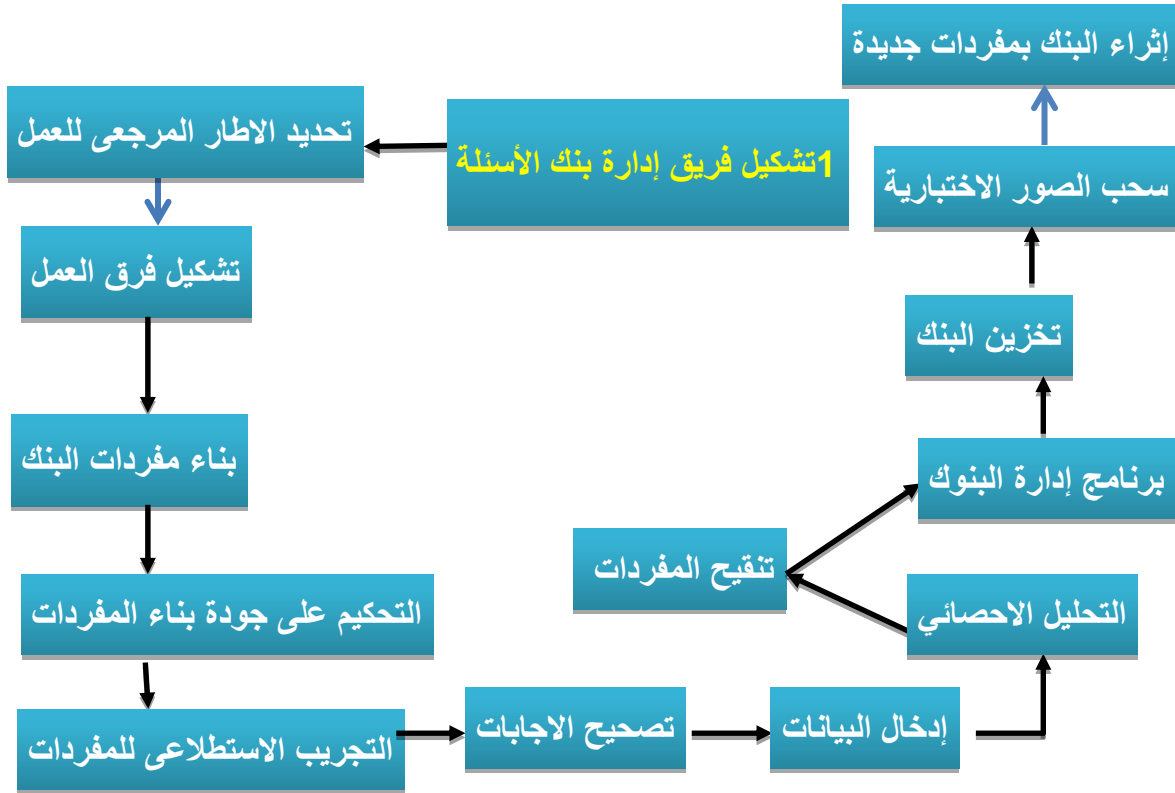 1تشكيل فريق إدارة بنك الأسئلة
تحديد الاطار المرجعى للعمل
تشكيل فرق العمل
بناء مفردات البنك
التحكيم على جودة بناء المفردات
التجريب الاستطلاعى للمفردات
تصحيح الاجابات
إدخال البيانات
التحليل الاحصائي
تنقيح المفردات
برنامج إدارة البنوك
تخزين البنك
سحب الصور الاختبارية
إثراء البنك بمفردات جديدة